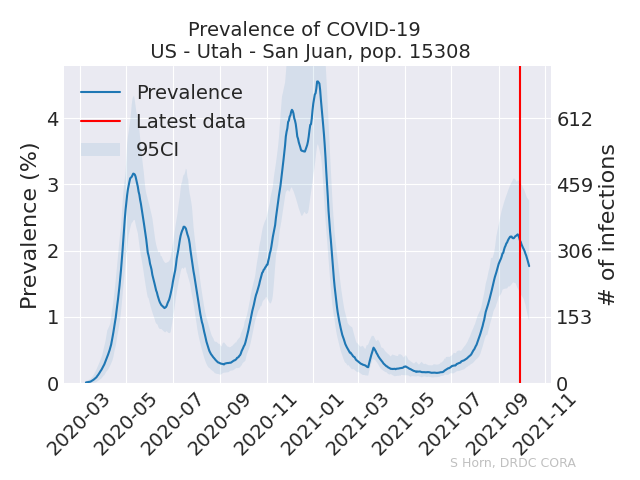 Prevalence of COVID-19
US - Utah - San Juan, pop. 15308
Prevalence
Latest data
95CI
Prevalence (%)
4
3
2
1
0
# of infections
612
459
306
153
0
2020-03
2020-05
2020-07
2020-09
2020-11
2021-01
2021-03
2021-05
2021-07
2021-09
2021-11
S Horn, DRDC CORA